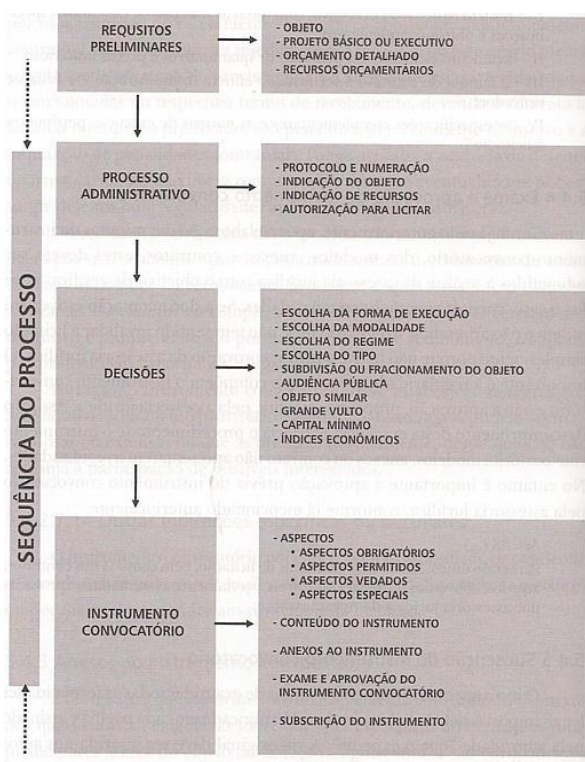 REQUSITOS
PRELIMINARES
- OBJETO
- PROJETO BÁSICO OU EXECUTIVO
- ORÇAMENTO DETALHADO
- RECURSOS ORÇAMENTÁRIOS
SEQUÊNCIA DO PROCESSO
PROCESSO
ADMINISTRATIVO
- PROTOCOLO E NUMERAÇÃO
- INDICAÇÃO DO OBJETO
- INDICAÇÃO DE RECURSOS
- AUTORIZAÇÃO PARA LICITAR
DECISÕES
- ESCOLHA DA FORMA DE EXECUÇÃO
- ESCOLHA DA MODALIDADE
- ESCOLHA DO REGIME
- ESCOLHA DO TIPO
- SUBDIVISÃO OU FRACIONAMENTO DO OBJETO
- AUDIÊNCIA PÚBLICA
- OBJETO SIMILAR
- GRANDE VULTO
- CAPITAL MÍNIMO
- ÍNDICES ECONÔMICOS
INSTRUMENTO
CONVOCATÓRIO
- ASPECTOS
• ASPECTOS OBRIGATÓRIOS
• ASPECTOS PERMITIDOS
• ASPECTOS VEDADOS
• ASPECTOS ESPECIAIS
- CONTEÚDO DO INSTRUMENTO
- ANEXOS AO INSTRUMENTO
- EXAME E APROVAÇÃO DO
INSTRUMENTO CONVOCATÓRIO
- SUBSCRIÇÃO DO INSTRUMENTO